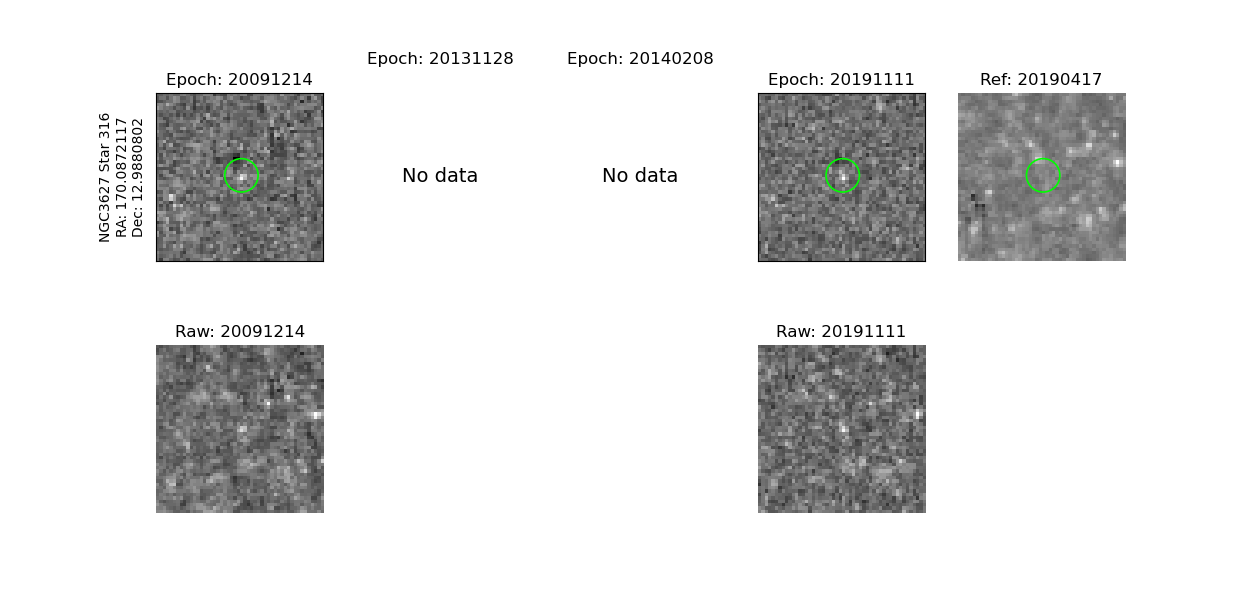 Epoch: 20091214
Epoch: 20131128
Epoch: 20140208
Epoch: 20191111
Ref: 20190417
NGC3627 Star 316
RA: 170.0872117
Dec: 12.9880802
No data
No data
Raw: 20091214
Raw: 20191111